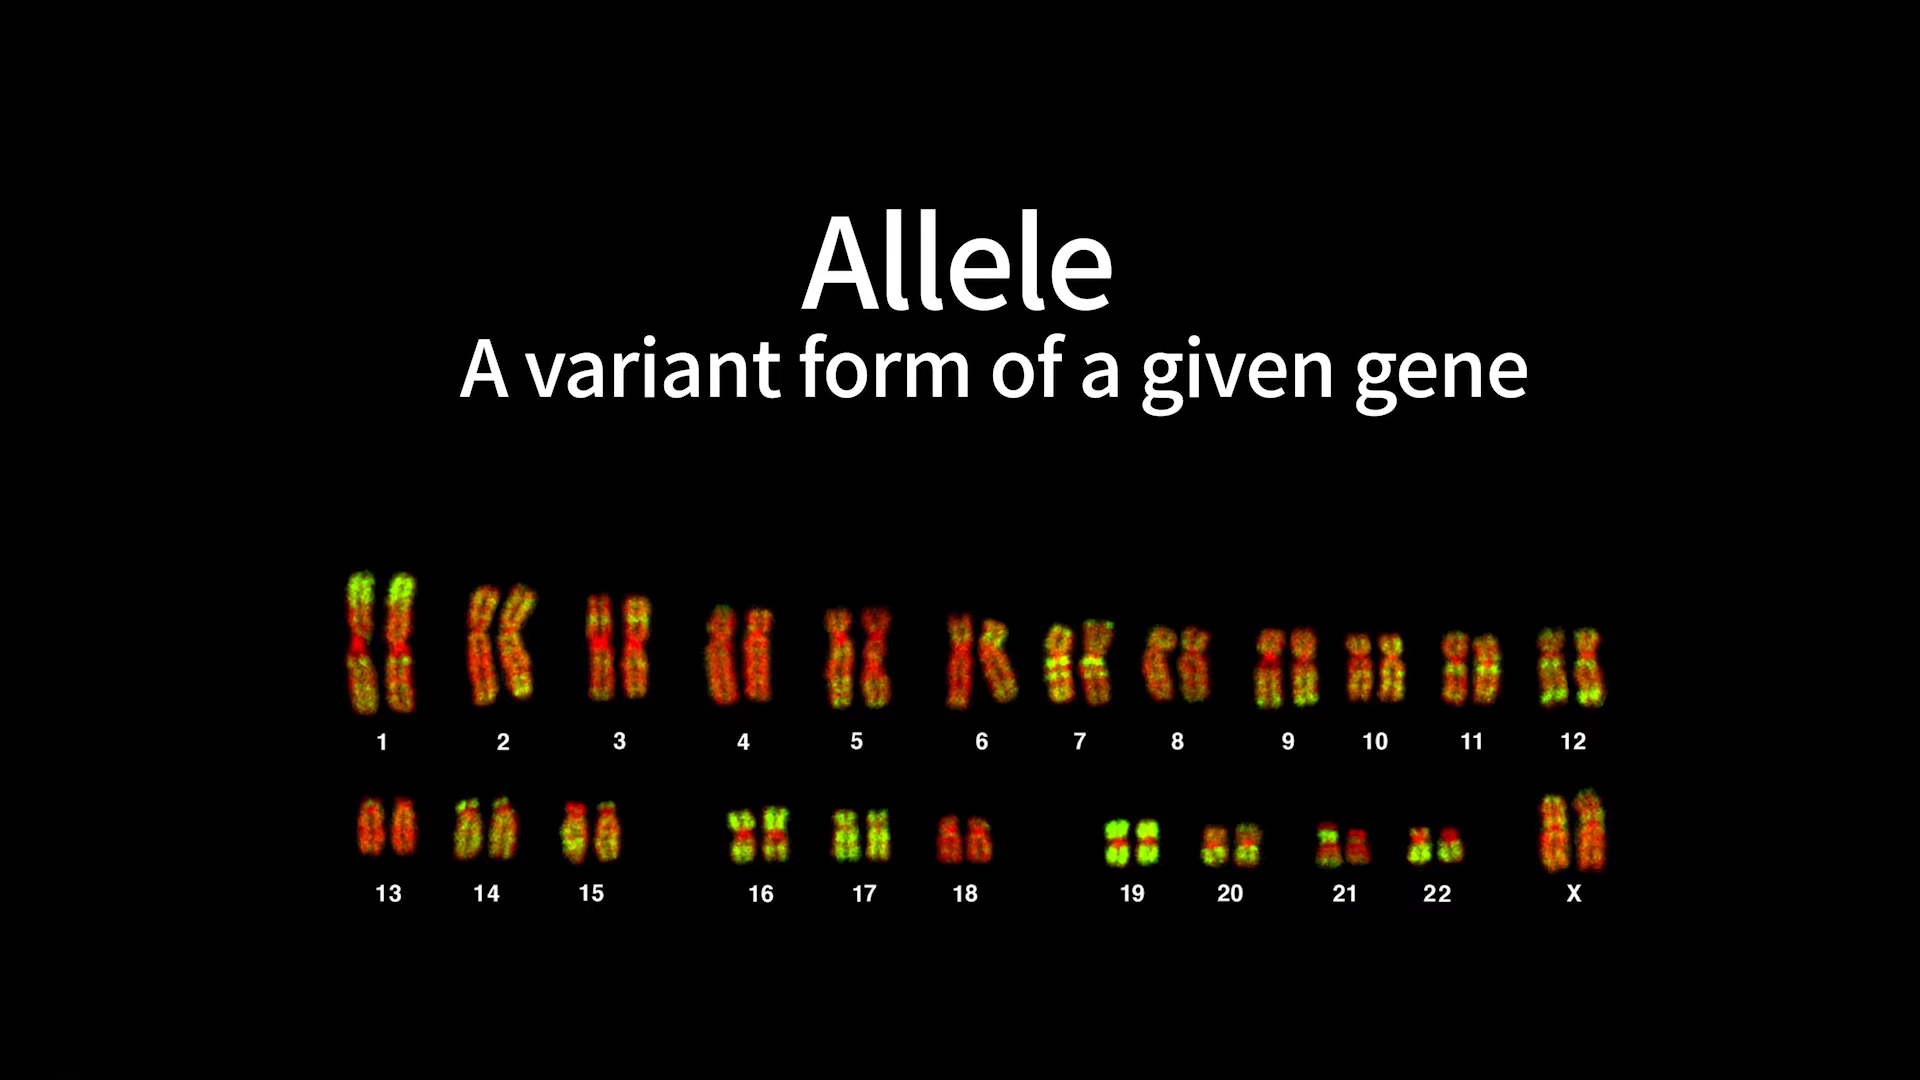 Allele
A variant form of a given gene
1 2 3 4 5 6 7 8 9 10 11 12
13 14 15 16 17 18 19 20 21 22 X